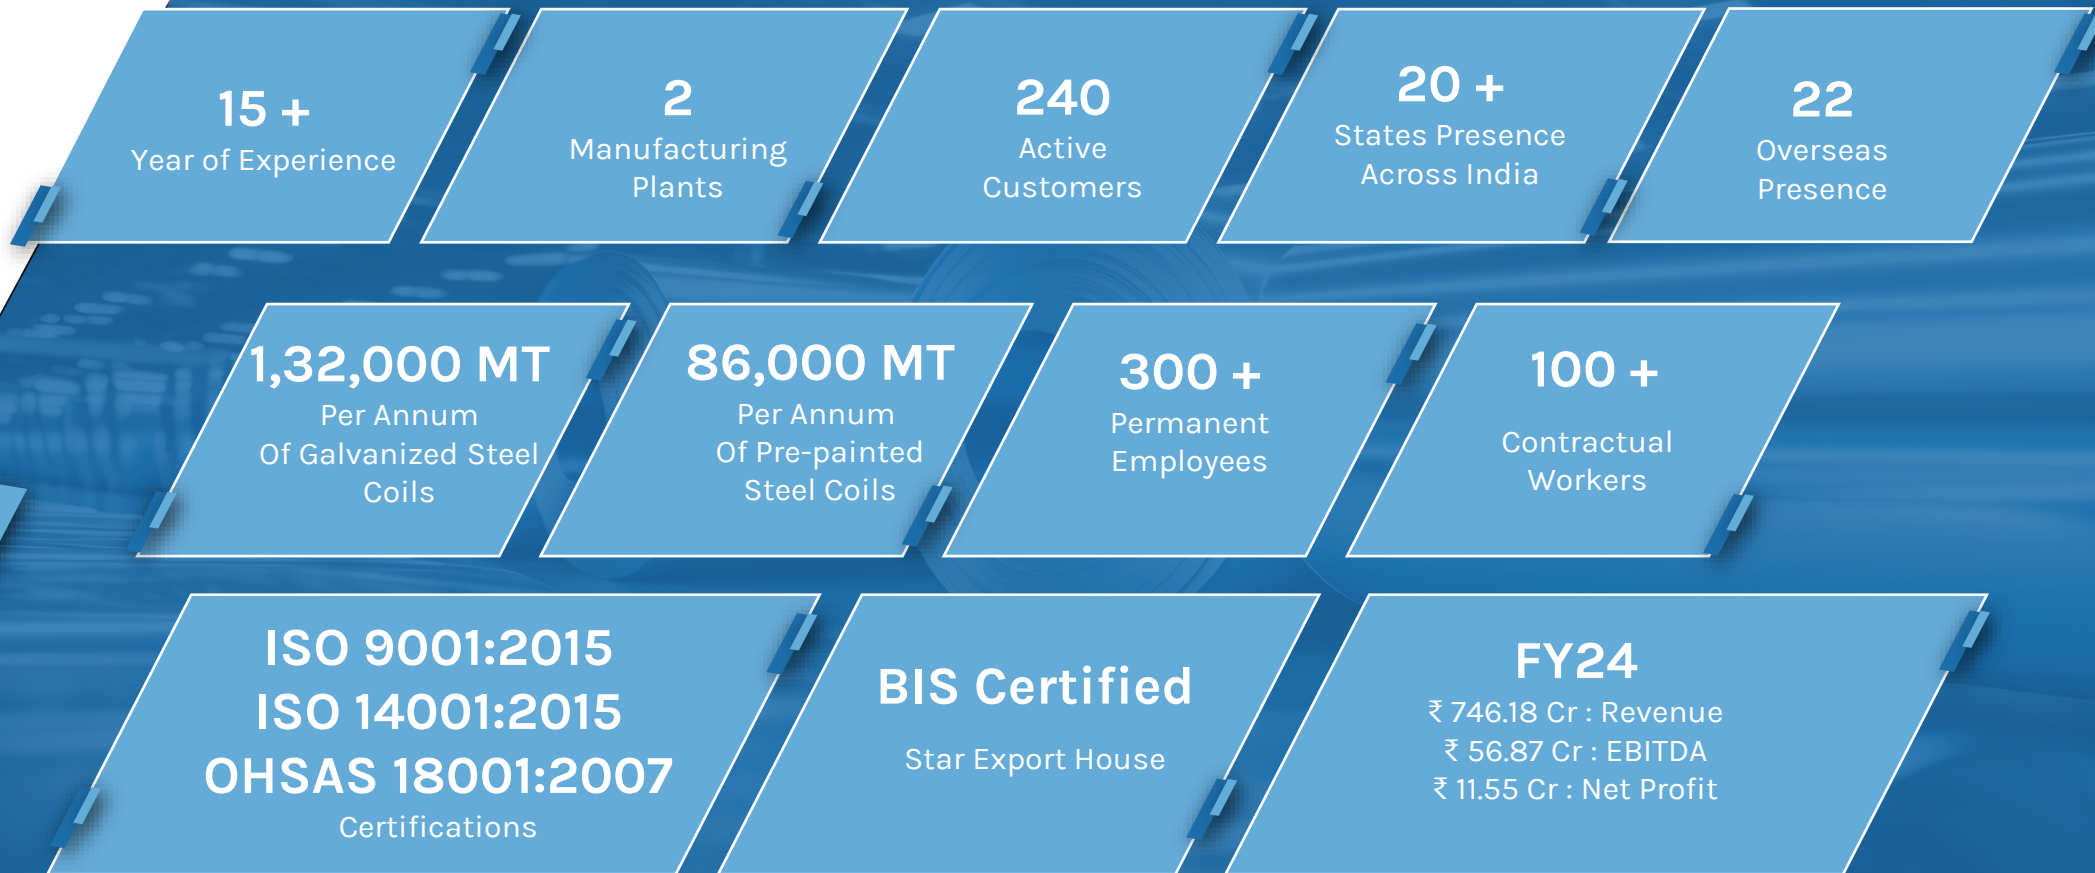 15 +
Year of Experience
2
Manufacturing
Plants
240
Active
Customers
20 +
States Presence
Across India
22
Overseas
Presence
1,32,000 MT
Per Annum
Of Galvanized Steel
Coils
86,000 MT
Per Annum
Of Pre-painted
Steel Coils
300 +
Permanent
Employees
100 +
Contractual
Workers
ISO 9001:2015
ISO 14001:2015
OHSAS 18001:2007
Certifications
BIS Certified
Star Export House
FY24
₹ 746.18 Cr : Revenue
₹ 56.87 Cr : EBITDA
₹ 11.55 Cr : Net Profit